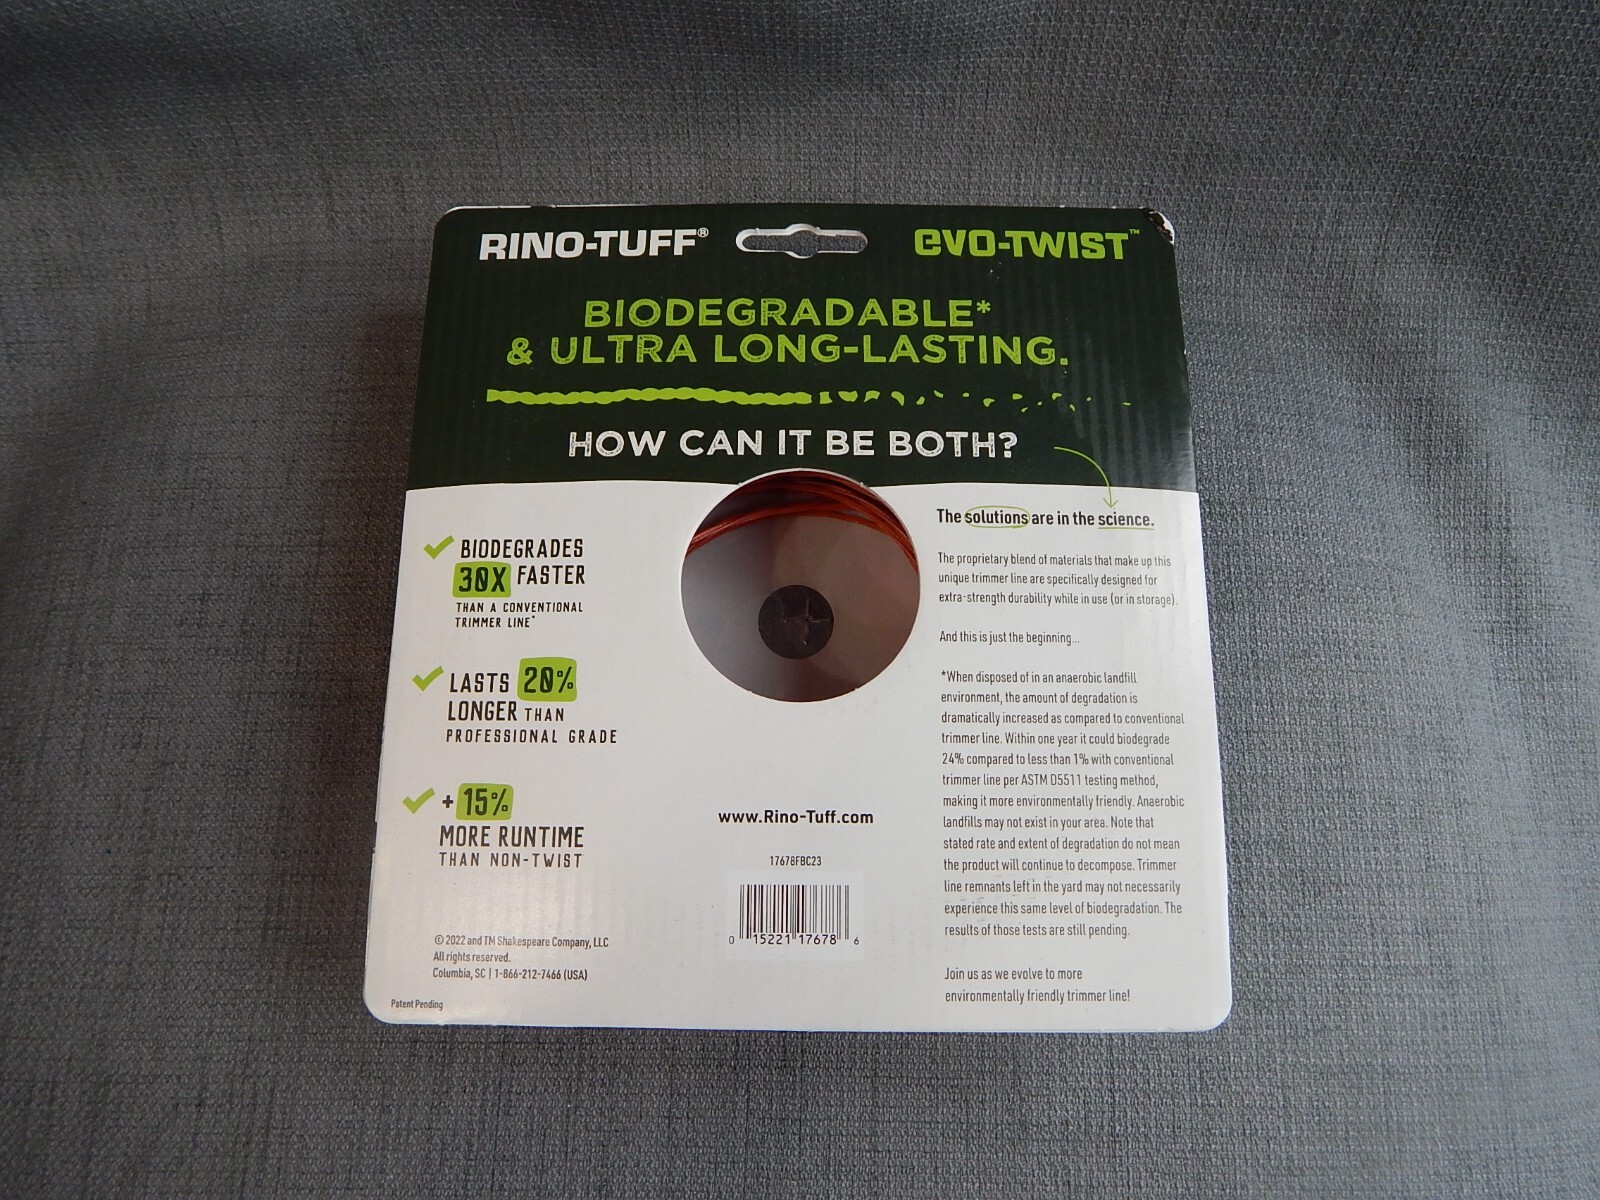 RINO-TUFF®
EVO-TWIST™
BIODEGRADABLE*
& ULTRA LONG-LASTING.
HOW CAN IT BE BOTH?
BIODEGRADES
30X FASTER
THAN A CONVENTIONAL
TRIMMER LINE*
LASTS 20%
LONGER THAN
PROFESSIONAL GRADE
+ 15%
MORE RUNTIME
THAN NON-TWIST
© 2022 and TM Shakespeare Company, LLC
All rights reserved.
Columbia, SC | 1-866-212-7466 (USA)
Patent Pending
www.Rino-Tuff.com
17678FBC23
0 15221 17678 6
The solutions are in the science.
The proprietary blend of materials that make up this
unique trimmer line are specifically designed for
extra-strength durability while in use (or in storage).
And this is just the beginning...
*When disposed of in an anaerobic landfill
environment, the amount of degradation is
dramatically increased as compared to conventional
trimmer line. Within one year it could biodegrade
24% compared to less than 1% with conventional
trimmer line per ASTM D5511 testing method,
making it more environmentally friendly. Anaerobic
landfills may not exist in your area. Note that
stated rate and extent of degradation do not mean
the product will continue to decompose. Trimmer
line remnants left in the yard may not necessarily
experience this same level of biodegradation. The
results of those tests are still pending.
Join us as we evolve to more
environmentally friendly trimmer line!